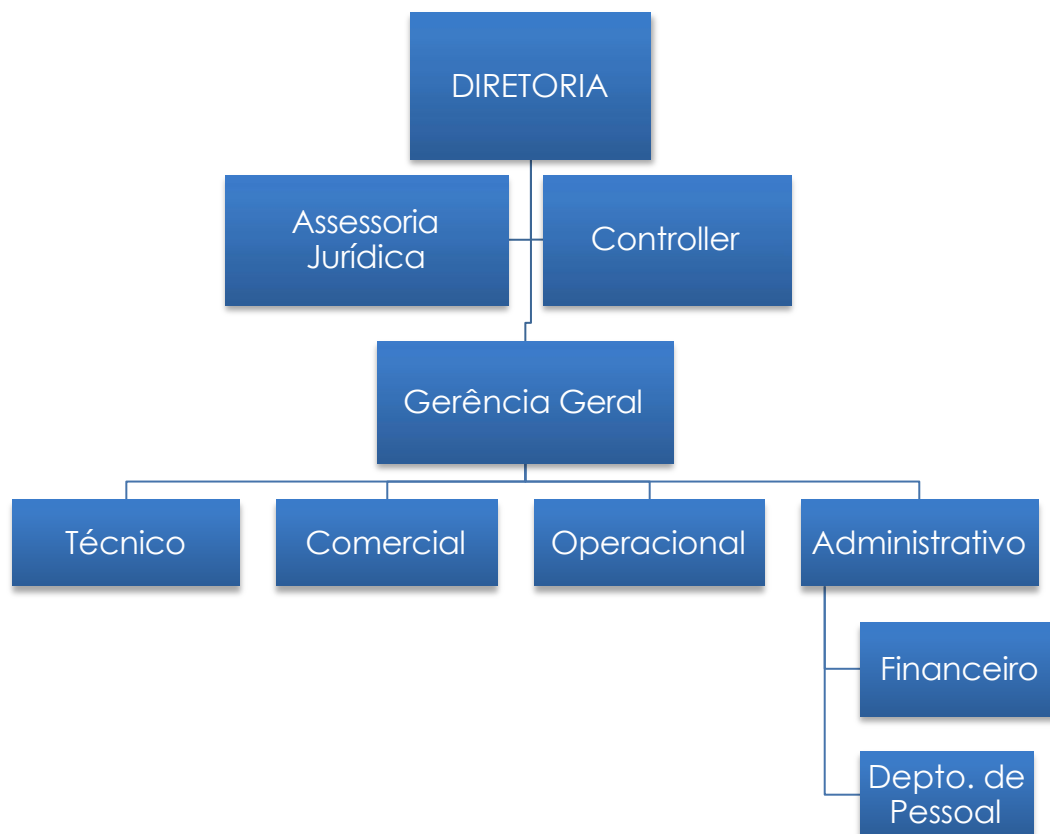 DIRETORIA
Assessoria
Jurídica
Controller
Gerência Geral
Técnico
Comercial
Operacional
Administrativo
Financeiro
Depto. de
Pessoal